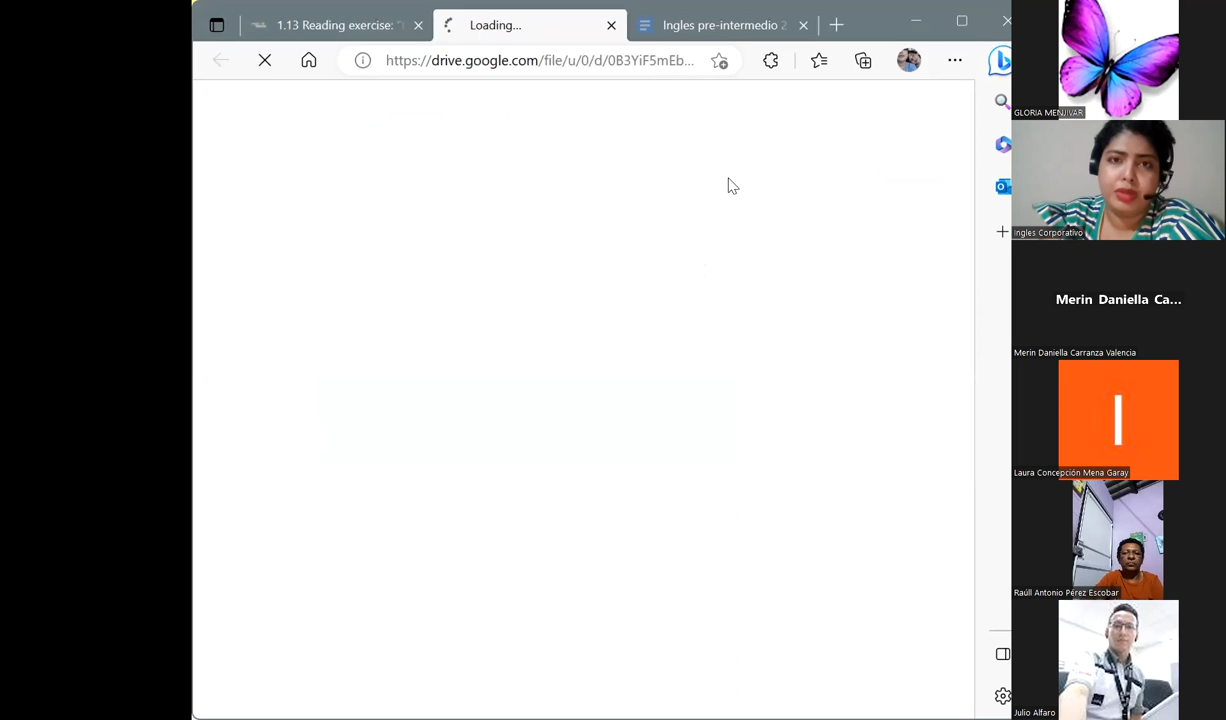 1.13 Reading exercise: "
Loading...
Ingles pre-intermedio 2
https://drive.google.com/file/u/0/d/0B3YiF5mEb...
GLORIA MENJIVAR
Ingles Corporativo
Merin Daniella Ca...
Merin Daniella Carranza Valencia
I
Laura Concepción Mena Garay
Raúll Antonio Pérez Escobar
Julio Alfaro